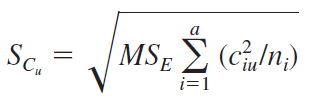 $S_{C_u} = \sqrt{MS_E \sum_{i=1}^{a} (c_{iu}^2/n_i)}$